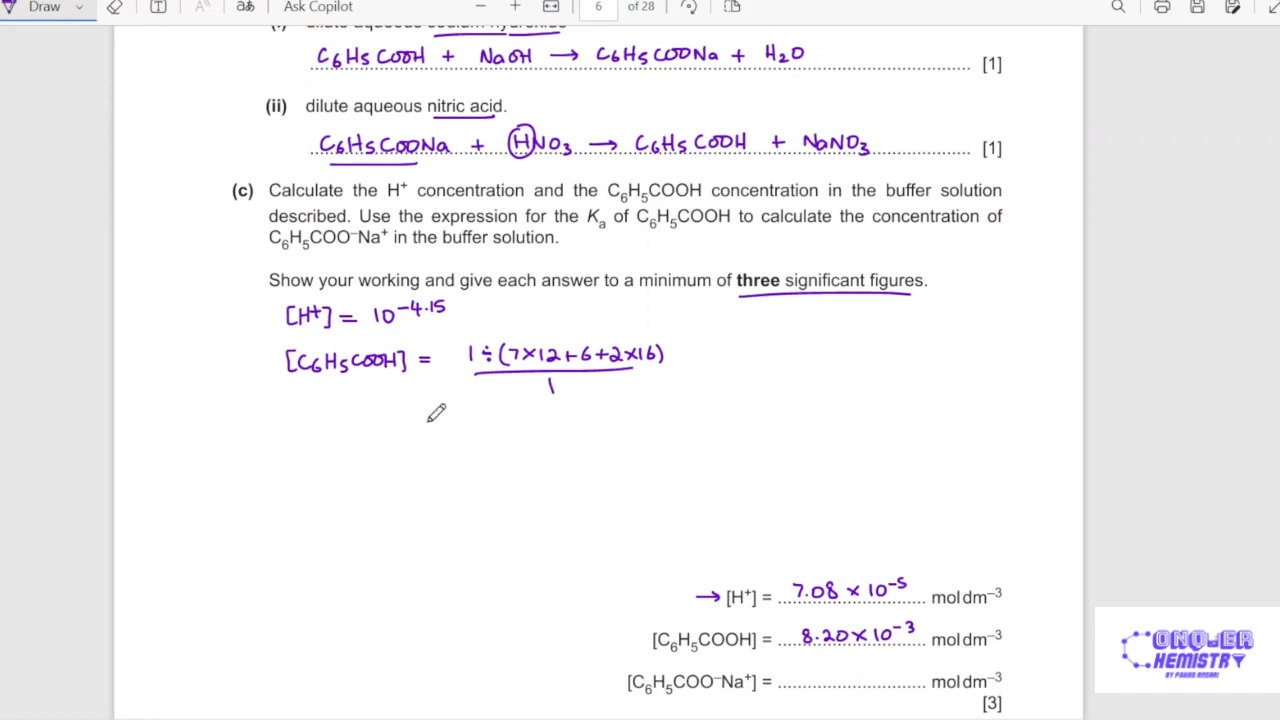 Draw
Ask Copilot
6 of 28
(i) dilute aqueous sodium hydroxide
C6H5COOH + NaOH → C6H5COONa + H2O [1]
(ii) dilute aqueous nitric acid.
C6H5COONa + HNO3 → C6H5COOH + NaNO3 [1]
(c) Calculate the H⁺ concentration and the C₆H₅COOH concentration in the buffer solution
described. Use the expression for the Kₐ of C₆H₅COOH to calculate the concentration of
C₆H₅COO⁻Na⁺ in the buffer solution.
Show your working and give each answer to a minimum of three significant figures.
[H+] = 10^-4.15
[C6H5COOH] = 1 ÷ (7×12+6+2×16)
1
→ [H⁺] = 7.08 × 10^-5 mol dm⁻³
[C₆H₅COOH] = 8.20×10^-3 mol dm⁻³
[C₆H₅COO⁻Na⁺] = mol dm⁻³
[3]
CONQUER
CHEMISTRY
BY FAHAD ANSARI